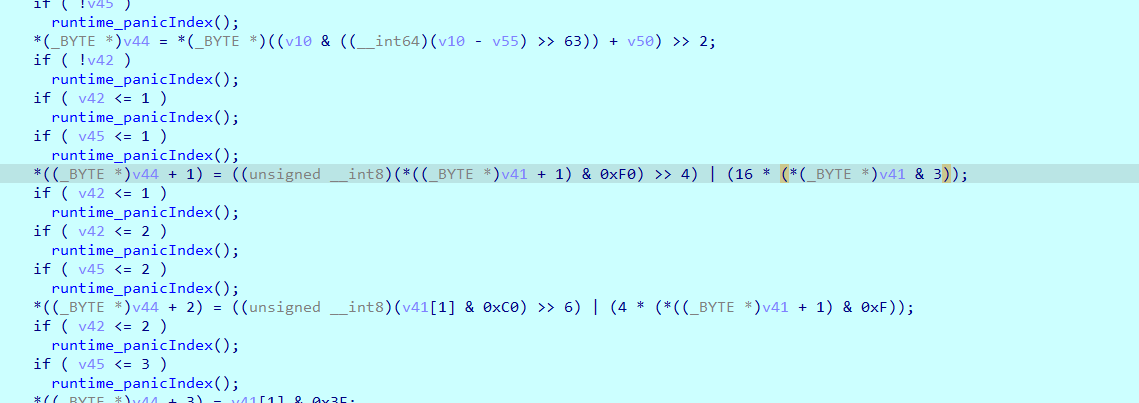 if ( !v45 )
runtime_panicIndex();
*(_BYTE *)v44 = *(_BYTE *)((v10 & ((__int64)(v10 - v55) >> 63)) + v50) >> 2;
if ( !v42 )
runtime_panicIndex();
if ( v42 <= 1 )
runtime_panicIndex();
if ( v45 <= 1 )
runtime_panicIndex();
*((_BYTE *)v44 + 1) = ((unsigned __int8)(*((_BYTE *)v41 + 1) & 0xF0) >> 4) | (16 * (*(_BYTE *)v41 & 3));
if ( v42 <= 1 )
runtime_panicIndex();
if ( v42 <= 2 )
runtime_panicIndex();
if ( v45 <= 2 )
runtime_panicIndex();
*((_BYTE *)v44 + 2) = ((unsigned __int8)(v41[1] & 0xC0) >> 6) | (4 * (*((_BYTE *)v41 + 1) & 0xF));
if ( v42 <= 2 )
runtime_panicIndex();
if ( v45 <= 3 )
runtime_panicIndex();
*((_BYTE *)v44 + 3) = v41[1] & 0x3F;